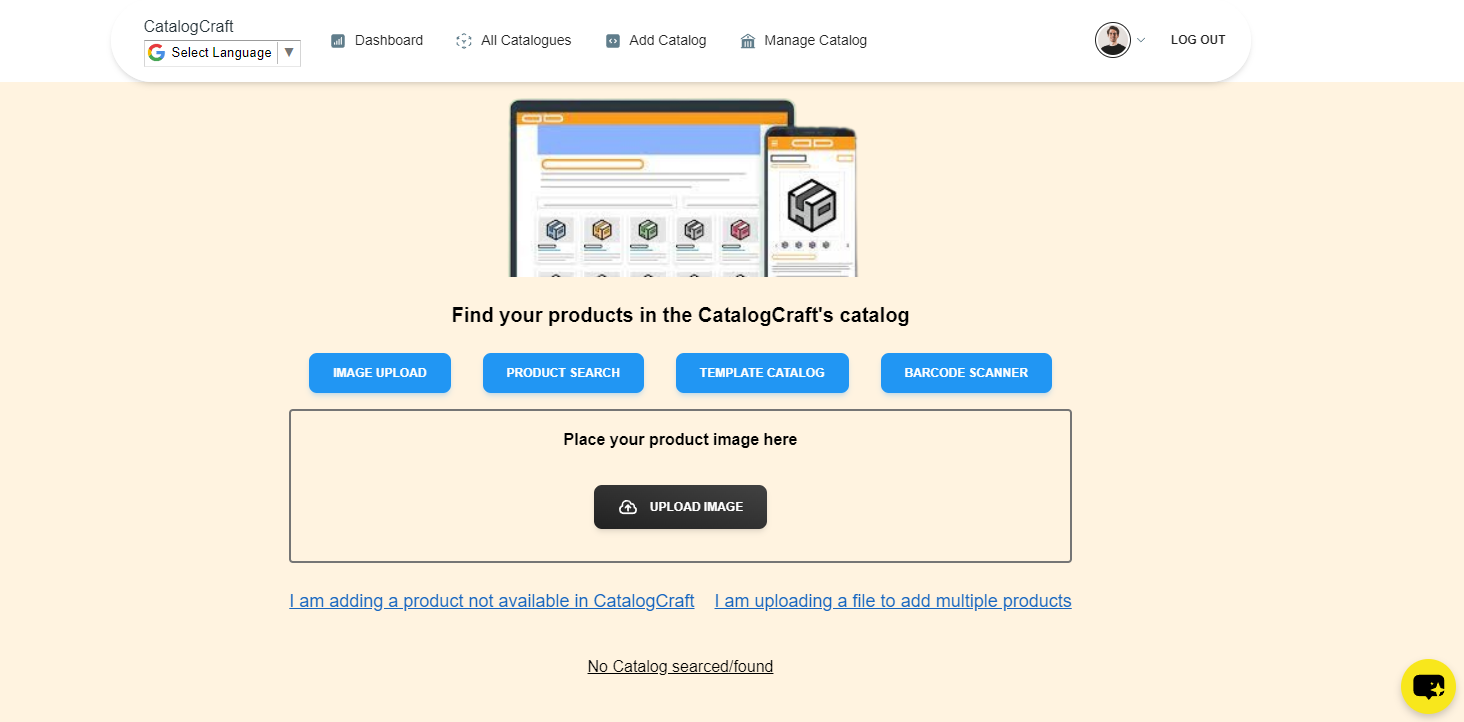 CatalogCraft
Select Language ▼
Dashboard
All Catalogues
Add Catalog
Manage Catalog
LOG OUT
Find your products in the CatalogCraft's catalog
IMAGE UPLOAD
PRODUCT SEARCH
TEMPLATE CATALOG
BARCODE SCANNER
Place your product image here
UPLOAD IMAGE
I am adding a product not available in CatalogCraft
I am uploading a file to add multiple products
No Catalog searced/found